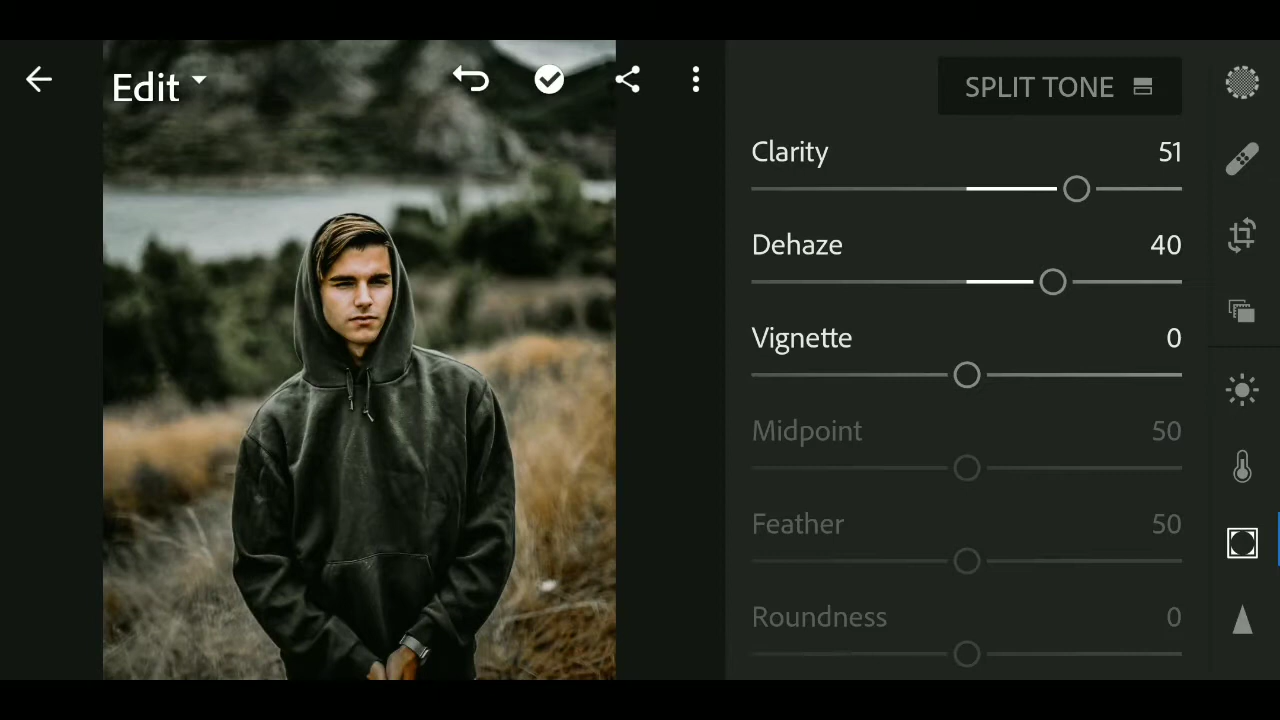 Edit
SPLIT TONE
Clarity 51
Dehaze 40
Vignette 0
Midpoint 50
Feather 50
Roundness 0